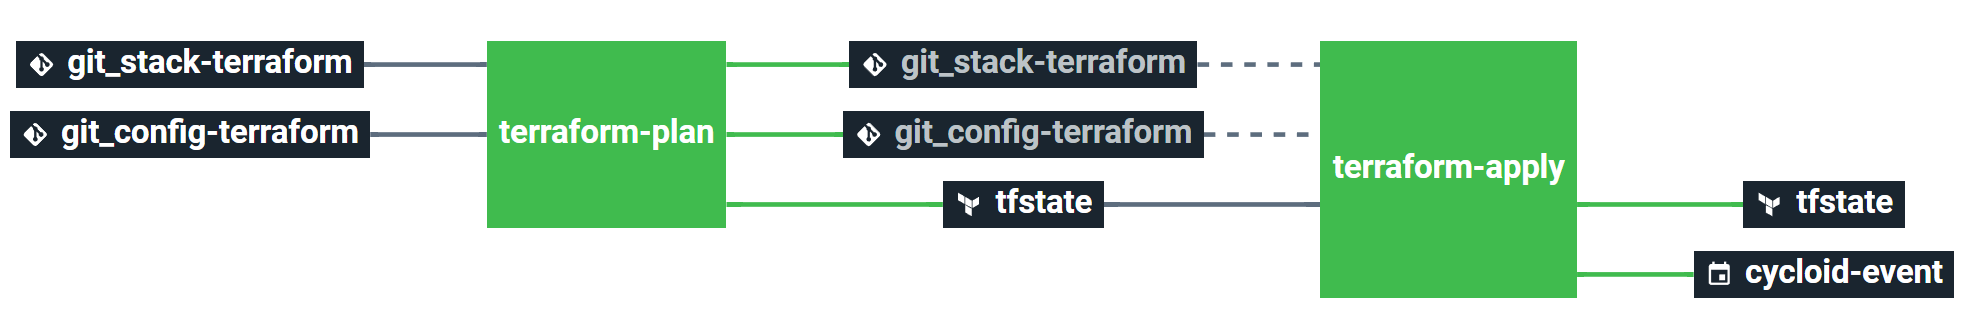 git_stack-terraform
git_config-terraform
terraform-plan
git_stack-terraform
git_config-terraform
tfstate
terraform-apply
tfstate
cycloid-event